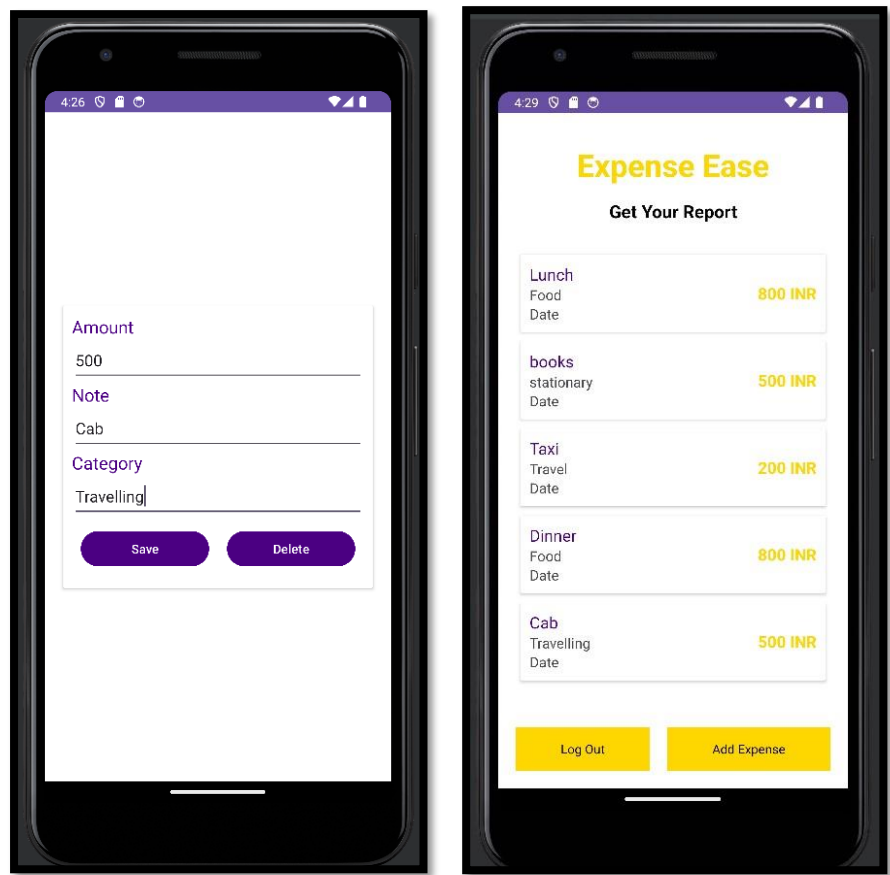 4:26
Amount
500
Note
Cab
Category
Travelling
Save Delete
4:29
Expense Ease
Get Your Report
Lunch
Food
800 INR
Date
books
stationary
500 INR
Date
Taxi
Travel
200 INR
Date
Dinner
Food
800 INR
Date
Cab
Travelling
500 INR
Date
Log Out Add Expense